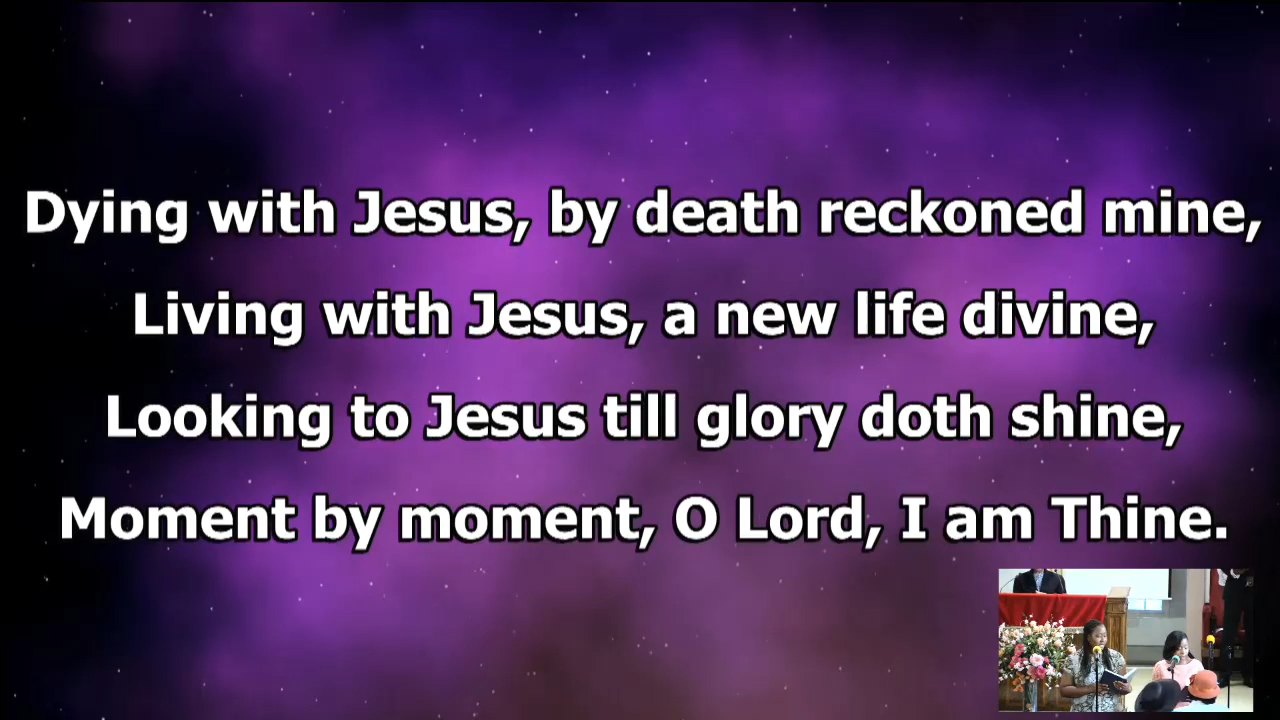 Dying with Jesus, by death reckoned mine,
Living with Jesus, a new life divine,
Looking to Jesus till glory doth shine,
Moment by moment, O Lord, I am Thine.